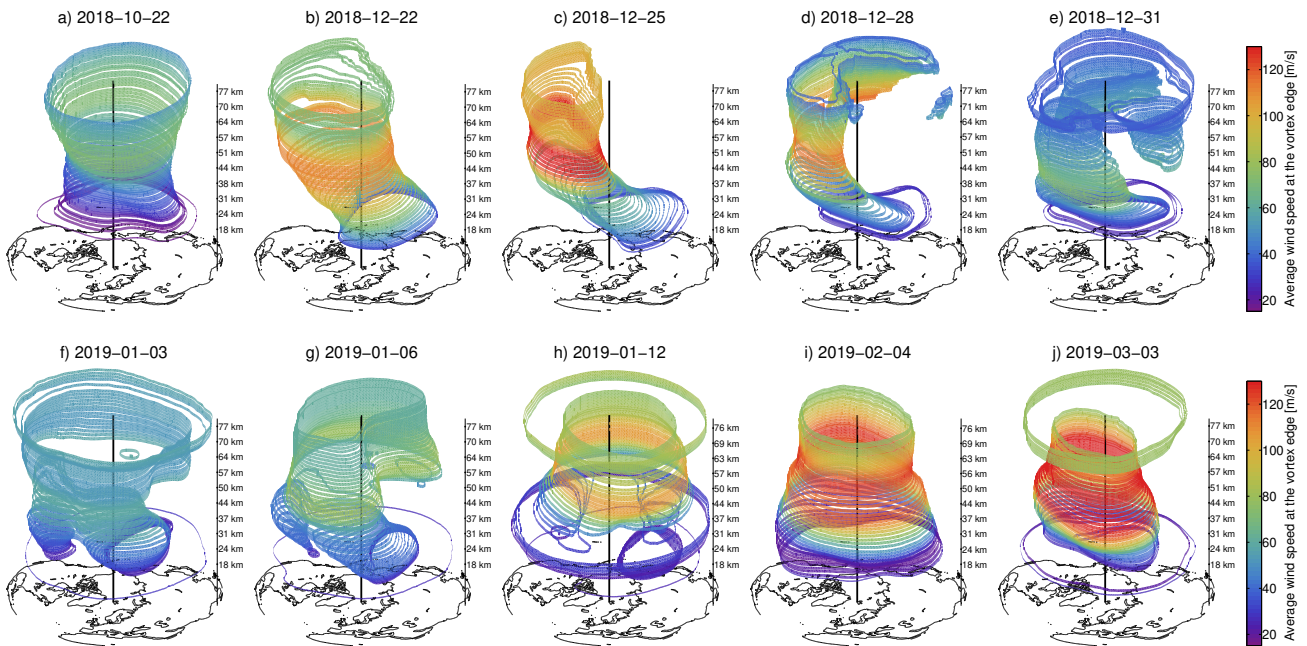 a) 2018−10−22
77 km
70 km
64 km
57 km
51 km
44 km
38 km
31 km
24 km
18 km
b) 2018−12−22
77 km
70 km
64 km
57 km
51 km
44 km
38 km
31 km
24 km
18 km
c) 2018−12−25
77 km
70 km
64 km
57 km
51 km
44 km
38 km
31 km
24 km
18 km
d) 2018−12−28
77 km
71 km
64 km
57 km
51 km
44 km
37 km
31 km
24 km
18 km
e) 2018−12−31
77 km
70 km
64 km
57 km
51 km
44 km
37 km
31 km
24 km
18 km
120
100
80
60
40
20
Average wind speed at the vortex edge [m/s]
f) 2019−01−03
77 km
70 km
64 km
57 km
51 km
44 km
37 km
31 km
24 km
18 km
g) 2019−01−06
77 km
70 km
64 km
57 km
51 km
44 km
37 km
31 km
24 km
18 km
h) 2019−01−12
76 km
69 km
63 km
57 km
50 km
44 km
37 km
31 km
24 km
18 km
i) 2019−02−04
76 km
69 km
63 km
57 km
50 km
44 km
37 km
31 km
24 km
18 km
j) 2019−03−03
77 km
70 km
63 km
57 km
50 km
44 km
37 km
31 km
24 km
18 km
120
100
80
60
40
20
Average wind speed at the vortex edge [m/s]